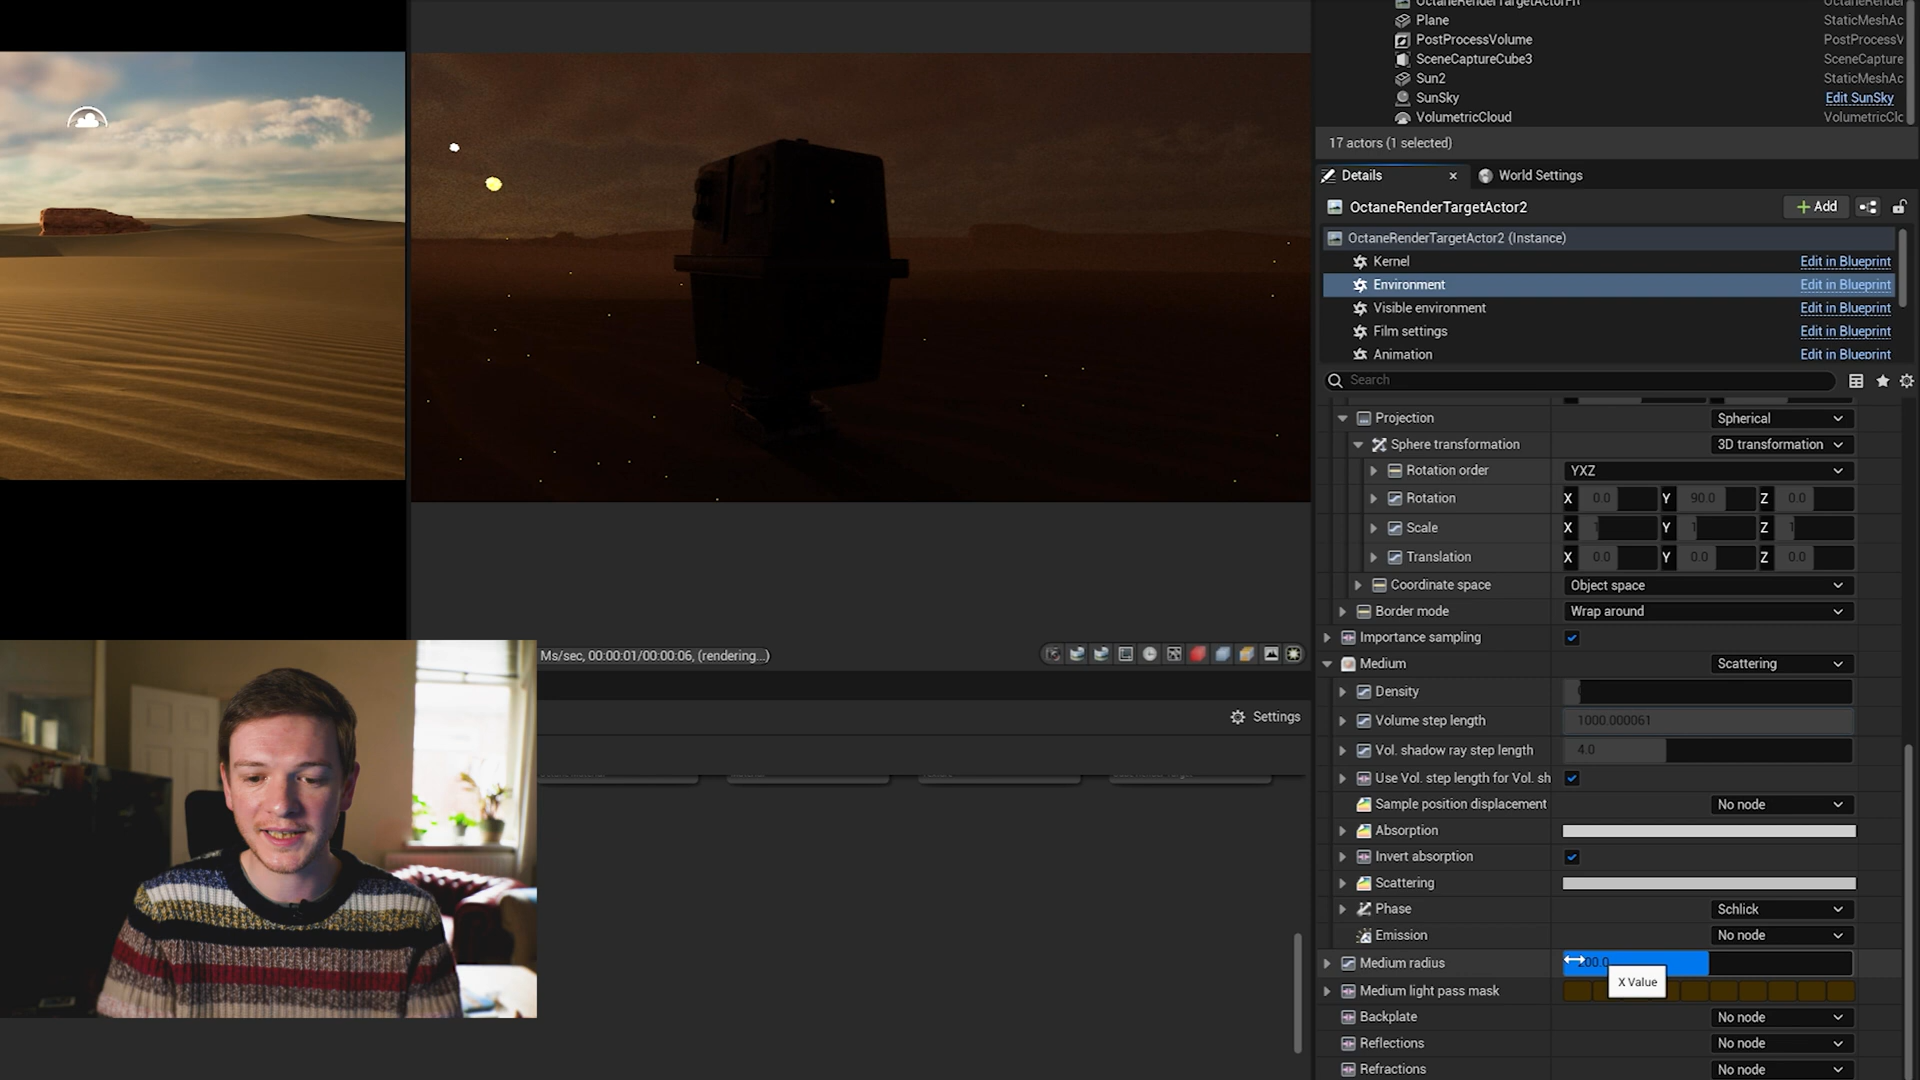 OctaneRenderTargetActorFr OctaneRender
Plane StaticMeshAc
PostProcessVolume PostProcessV
SceneCaptureCube3 SceneCapture
Sun2 StaticMeshAc
SunSky Edit SunSky
VolumetricCloud VolumetricClc
17 actors (1 selected)
Details World Settings
OctaneRenderTargetActor2 + Add
OctaneRenderTargetActor2 (Instance)
Kernel Edit in Blueprint
Environment Edit in Blueprint
Visible environment Edit in Blueprint
Film settings Edit in Blueprint
Animation Edit in Blueprint
Search
Projection Spherical
Sphere transformation 3D transformation
Rotation order YXZ
Rotation X 0.0 Y 90.0 Z 0.0
Scale X 1 Y 1 Z 1
Translation X 0.0 Y 0.0 Z 0.0
Coordinate space Object space
Border mode Wrap around
Importance sampling
Medium Scattering
Density
Volume step length 1000.000061
Vol. shadow ray step length 4.0
Use Vol. step length for Vol. sh
Sample position displacement No node
Absorption
Invert absorption
Scattering
Phase Schlick
Emission No node
Medium radius
X Value
Medium light pass mask
Backplate No node
Reflections No node
Refractions No node
Ms/sec, 00:00:01/00:00:06, (rendering...)
Settings